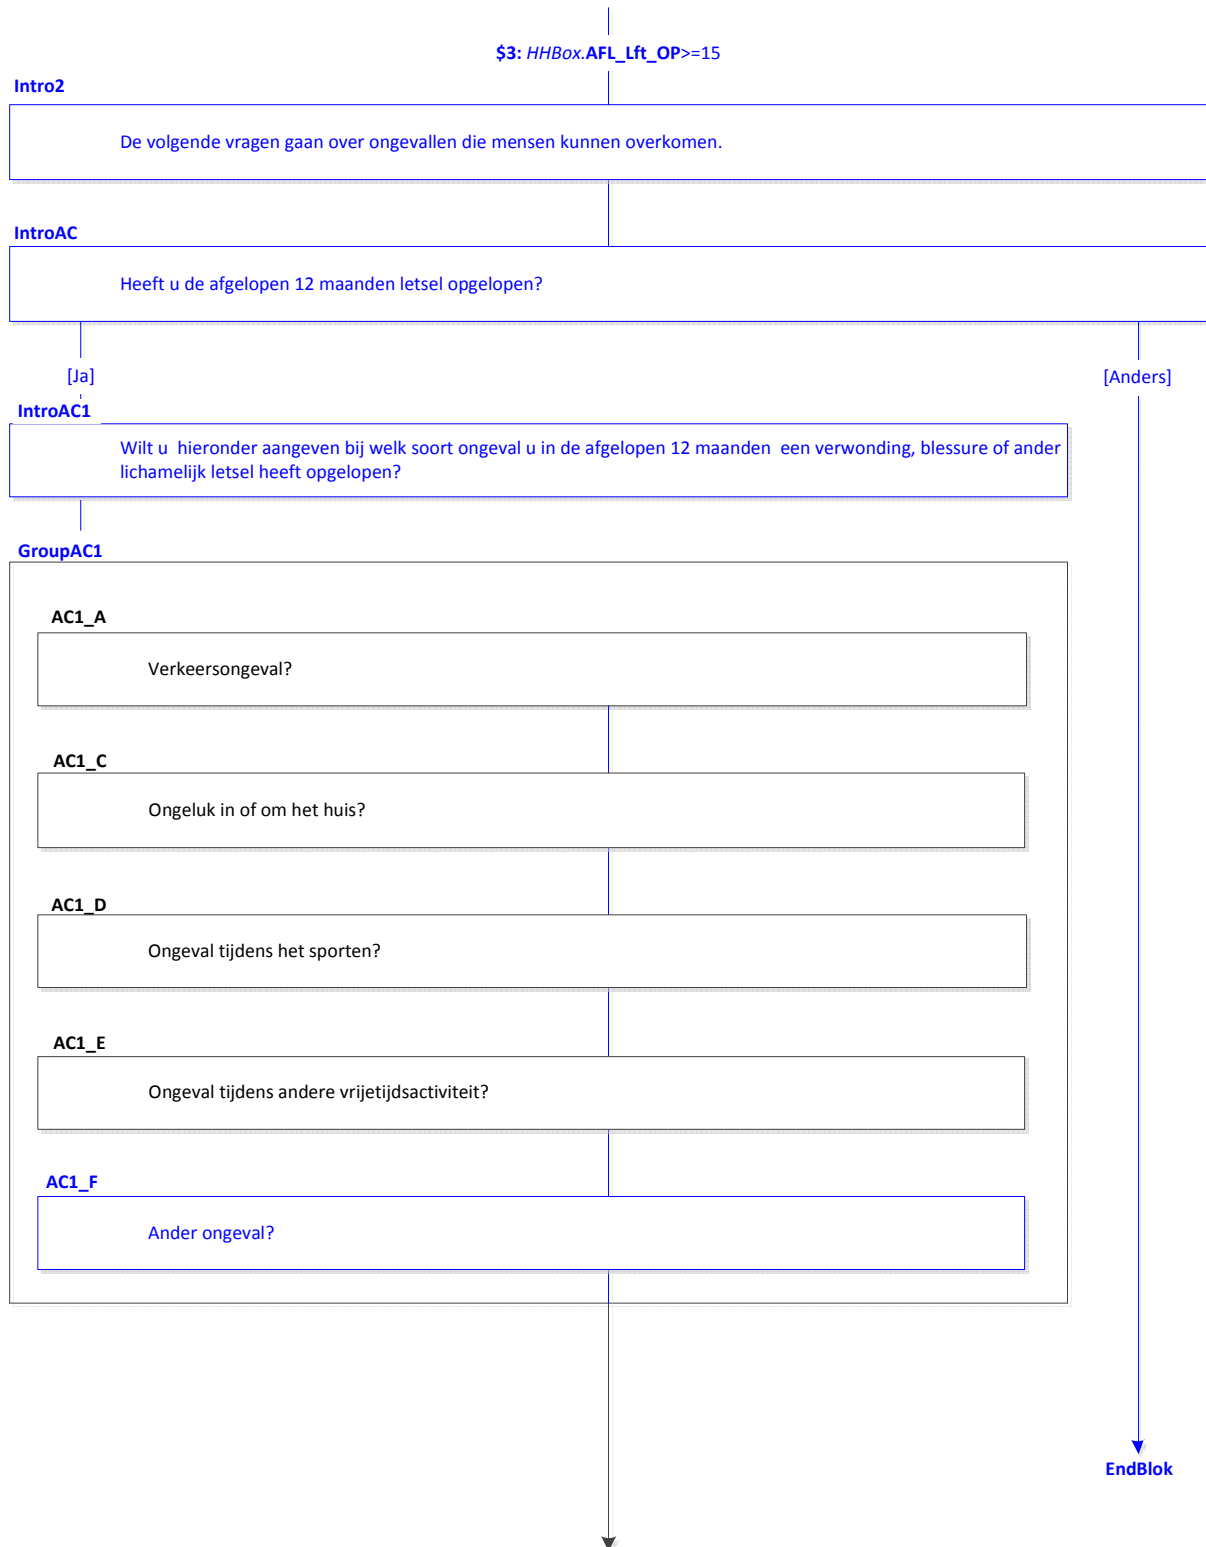 $3: HHBox.AFL_Lft_OP>=15
Intro2
De volgende vragen gaan over ongevallen die mensen kunnen overkomen.
IntroAC
Heeft u de afgelopen 12 maanden letsel opgelopen?
[Ja]
[Anders]
IntroAC1
Wilt u  hieronder aangeven bij welk soort ongeval u in de afgelopen 12 maanden  een verwonding, blessure of ander
lichamelijk letsel heeft opgelopen?
GroupAC1
AC1_A
Verkeersongeval?
AC1_C
Ongeluk in of om het huis?
AC1_D
Ongeval tijdens het sporten?
AC1_E
Ongeval tijdens andere vrijetijdsactiviteit?
AC1_F
Ander ongeval?
EndBlok